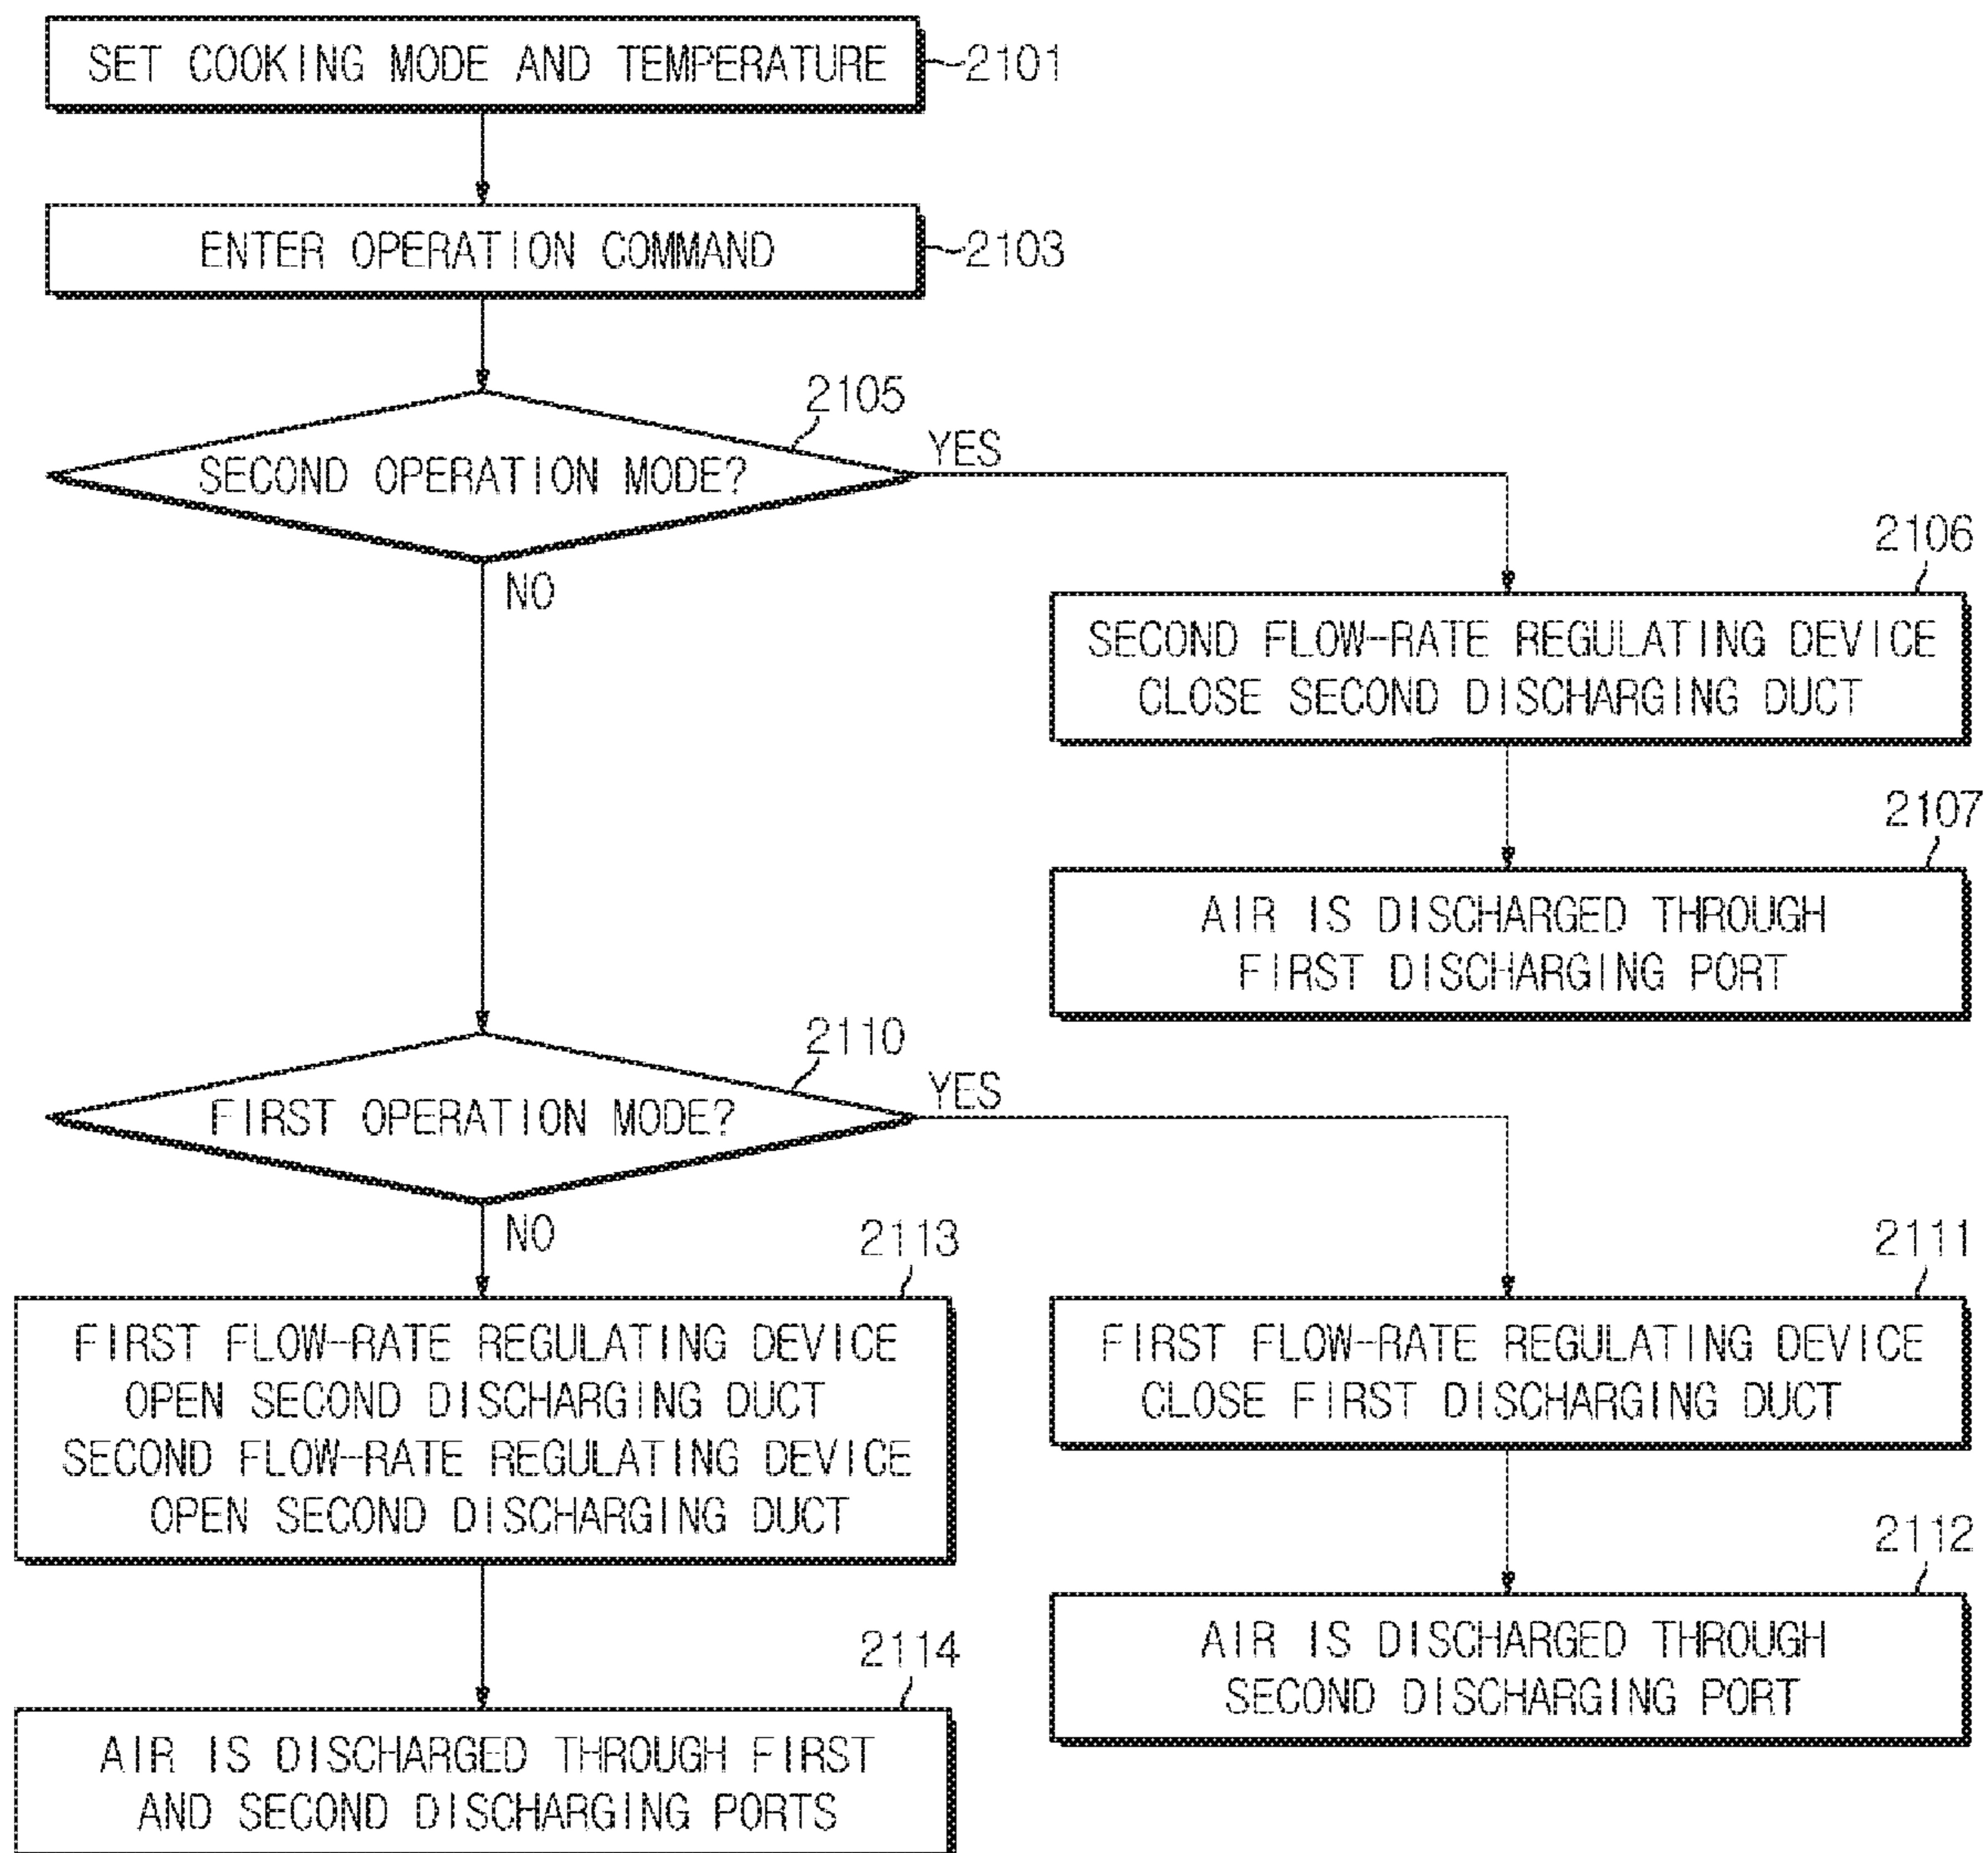 SET COOKING MODE AND TEMPERATURE
2101
ENTER OPERATION COMMAND
2103
2105
SECOND OPERATION MODE?
YES
NO
2106
SECOND FLOW-RATE REGULATING DEVICE
CLOSE SECOND DISCHARGING DUCT
2107
AIR IS DISCHARGED THROUGH
FIRST DISCHARGING PORT
2110
FIRST OPERATION MODE?
YES
NO
2113
FIRST FLOW-RATE REGULATING DEVICE
OPEN SECOND DISCHARGING DUCT
SECOND FLOW-RATE REGULATING DEVICE
OPEN SECOND DISCHARGING DUCT
2111
FIRST FLOW-RATE REGULATING DEVICE
CLOSE FIRST DISCHARGING DUCT
2112
AIR IS DISCHARGED THROUGH
SECOND DISCHARGING PORT
2114
AIR IS DISCHARGED THROUGH FIRST
AND SECOND DISCHARGING PORTS